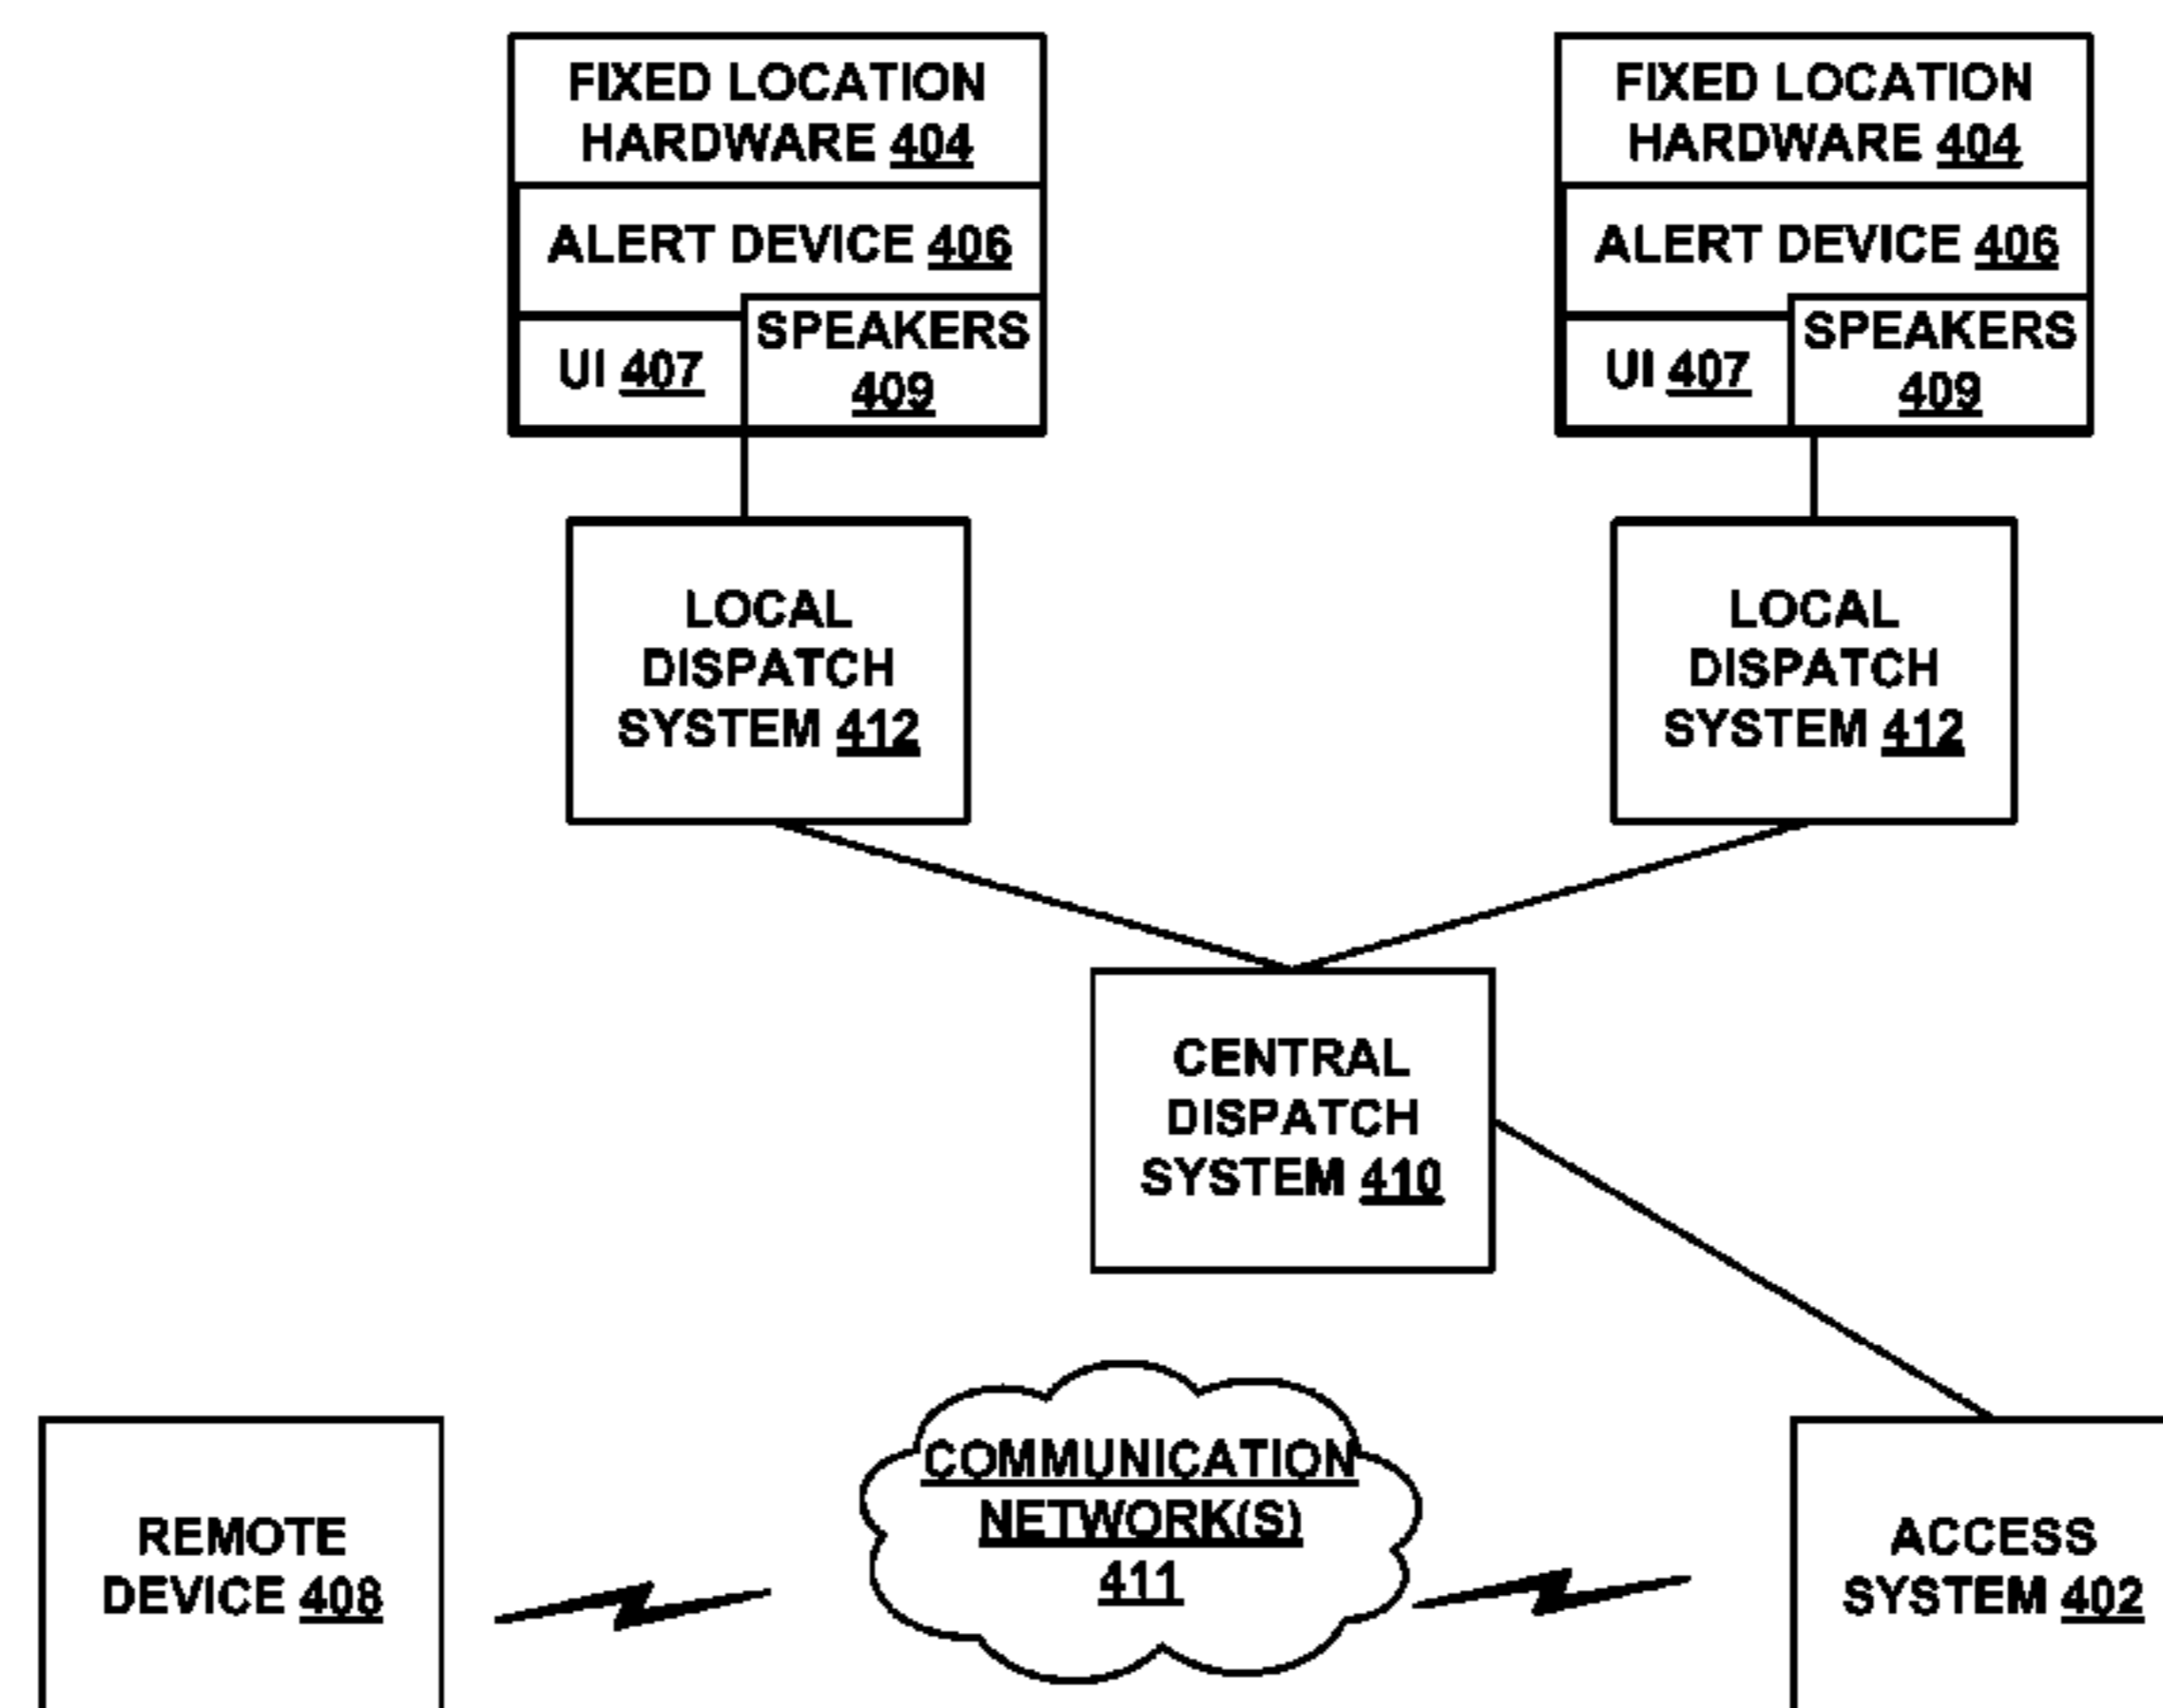 FIXED LOCATION
HARDWARE 404
ALERT DEVICE 406
UI 407
SPEAKERS
409
FIXED LOCATION
HARDWARE 404
ALERT DEVICE 406
UI 407
SPEAKERS
409
LOCAL
DISPATCH
SYSTEM 412
LOCAL
DISPATCH
SYSTEM 412
CENTRAL
DISPATCH
SYSTEM 410
REMOTE
DEVICE 408
COMMUNICATION
NETWORK(S)
411
ACCESS
SYSTEM 402